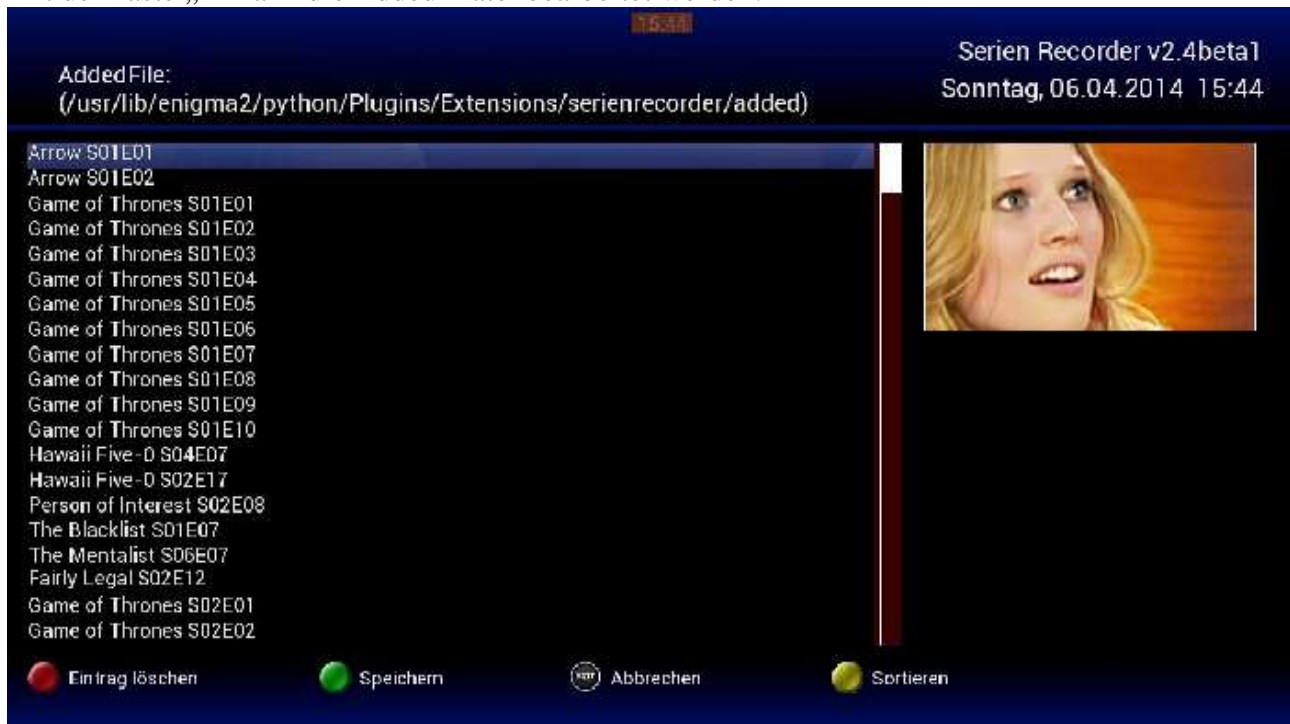 15:44
Serien Recorder v2.4beta1
AddedFile:
Sonntag, 06.04.2014 15:44
(/usr/lib/enigma2/python/Plugins/Extensions/serienrecorder/added)
Arrow S01E01
Arrow S01E02
Game of Thrones S01E01
Game of Thrones S01E02
Game of Thrones S01E03
Game of Thrones S01E04
Game of Thrones S01E05
Game of Thrones S01E06
Game of Thrones S01E07
Game of Thrones S01E08
Game of Thrones S01E09
Game of Thrones S01E10
Hawaii Five-0 S04E07
Hawaii Five-0 S02E17
Person of Interest S02E08
The Blacklist S01E07
The Mentalist S06E07
Fairly Legal S02E12
Game of Thrones S02E01
Game of Thrones S02E02
Eintrag löschen
Speichern
EXIT Abbrechen
Sortieren